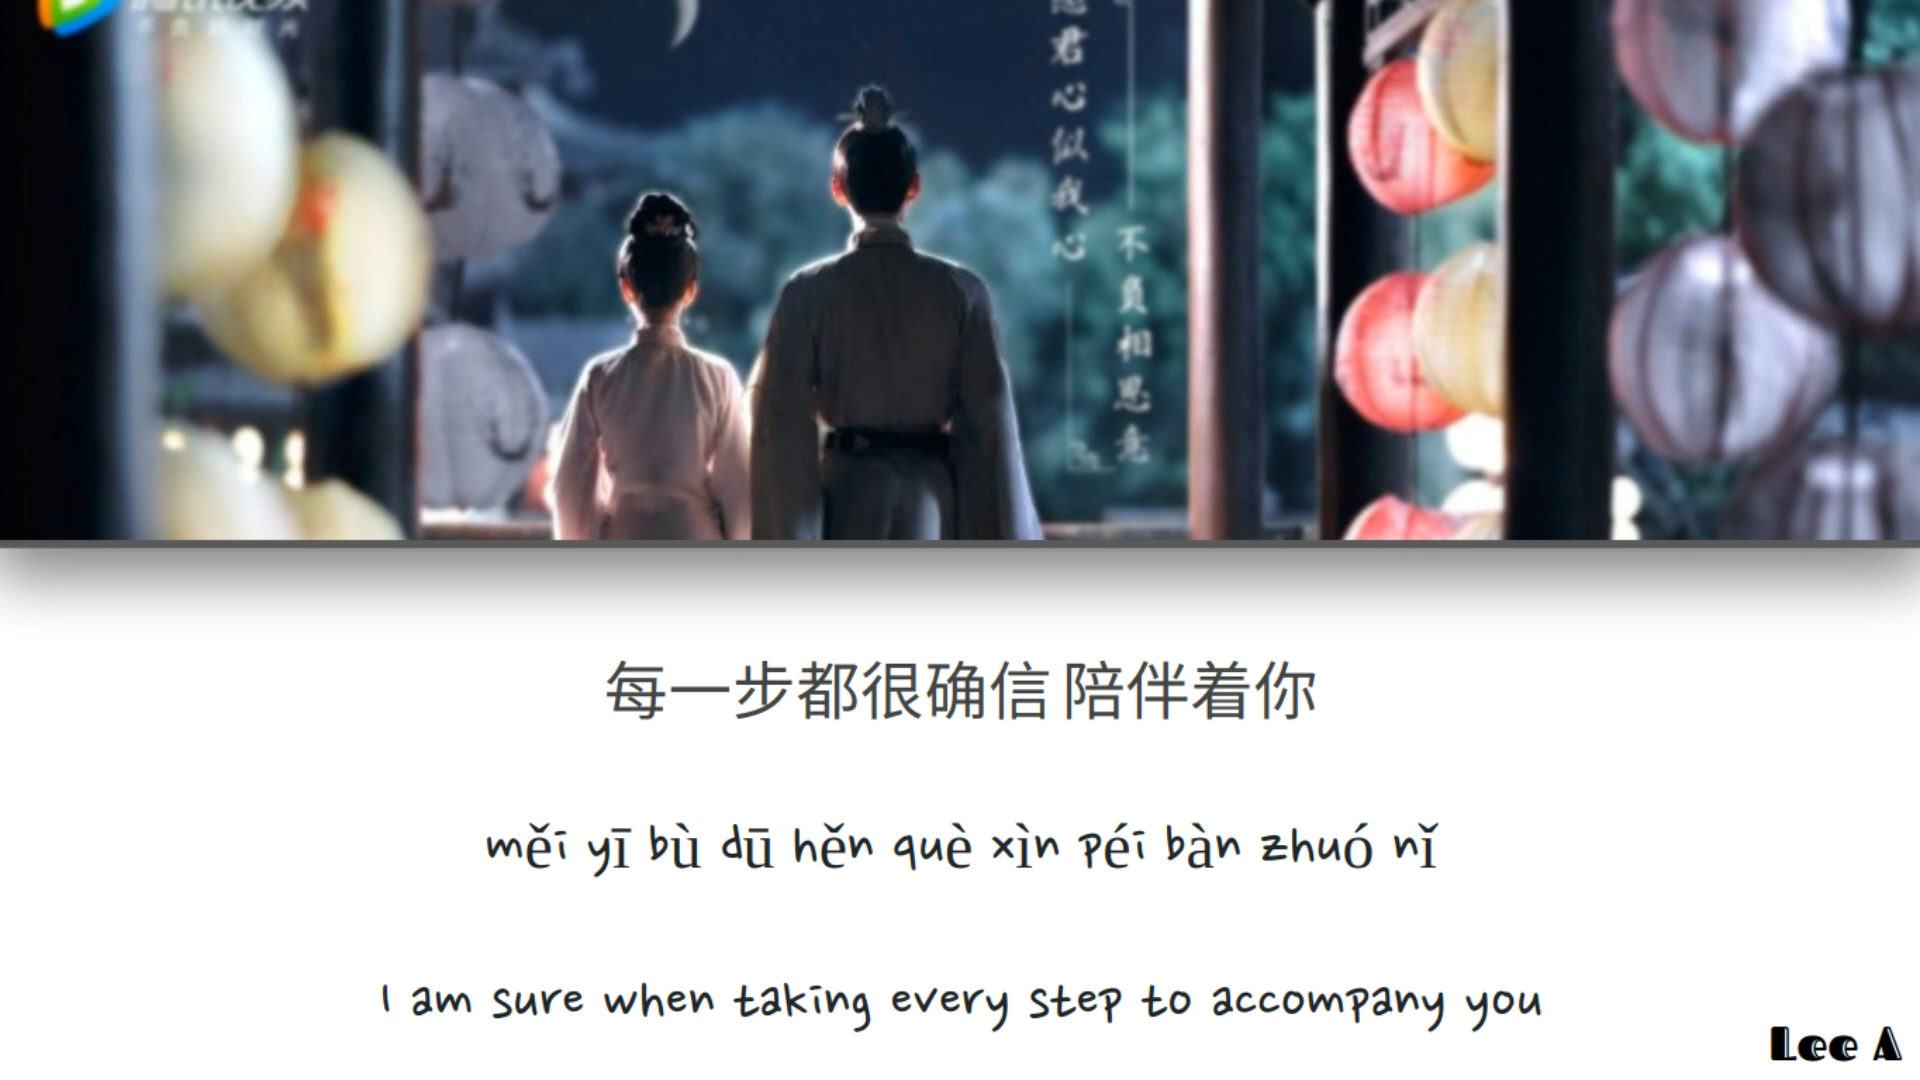 君心似我心
不負相思意
每一步都很确信 陪伴着你
měi yī bù dū hěn què xìn péi bàn zhuó nǐ
I am sure when taking every step to accompany you
Lee A